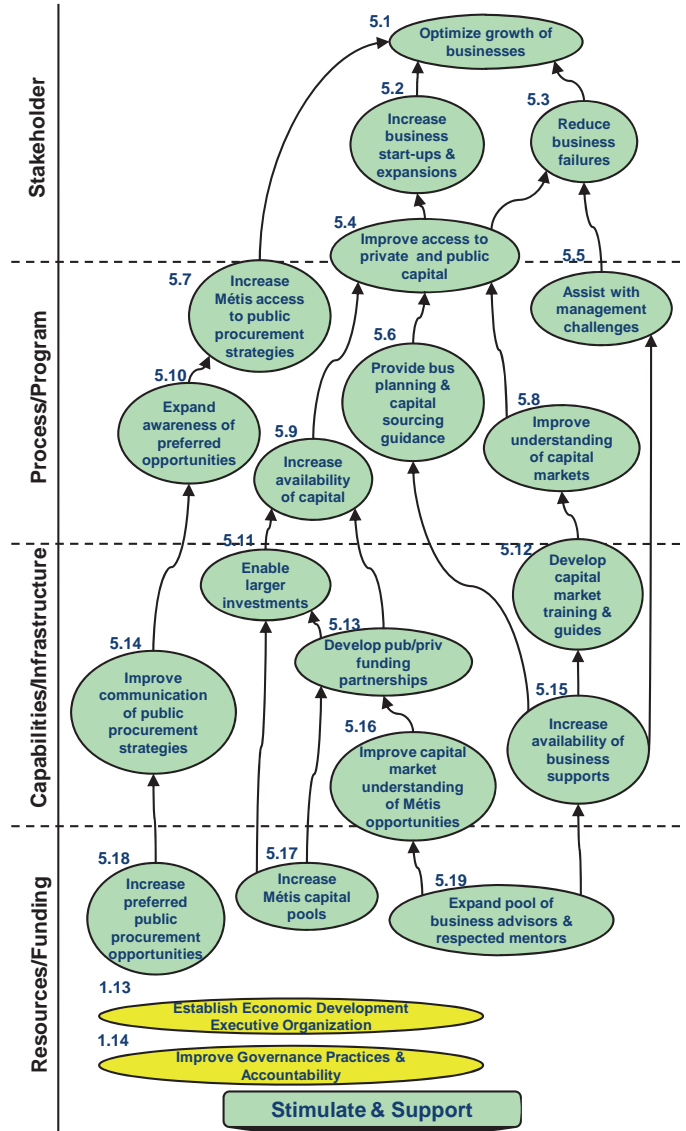 Stakeholder
5.1
Optimize growth of
businesses
5.2
Increase
business
start-ups &
expansions
5.3
Reduce
business
failures
5.4
Improve access to
private and public
capital
Process/Program
5.5
Assist with
management
challenges
5.7
Increase
Métis access
to public
procurement
strategies
5.6
Provide bus
planning &
capital
sourcing
guidance
5.10
Expand
awareness of
preferred
opportunities
5.8
Improve
understanding
of capital
markets
5.9
Increase
availability
of capital
Capabilities/Infrastructure
5.11
Enable
larger
investments
5.12
Develop
capital
market
training &
guides
5.13
Develop pub/priv
funding
partnerships
5.14
Improve
communication
of public
procurement
strategies
5.15
Increase
availability of
business
supports
5.16
Improve capital
market
understanding
of Métis
opportunities
Resources/Funding
5.18
Increase
preferred
public
procurement
opportunities
5.17
Increase
Métis capital
pools
5.19
Expand pool of
business advisors &
respected mentors
1.13
Establish Economic Development
Executive Organization
1.14
Improve Governance Practices &
Accountability
Stimulate & Support